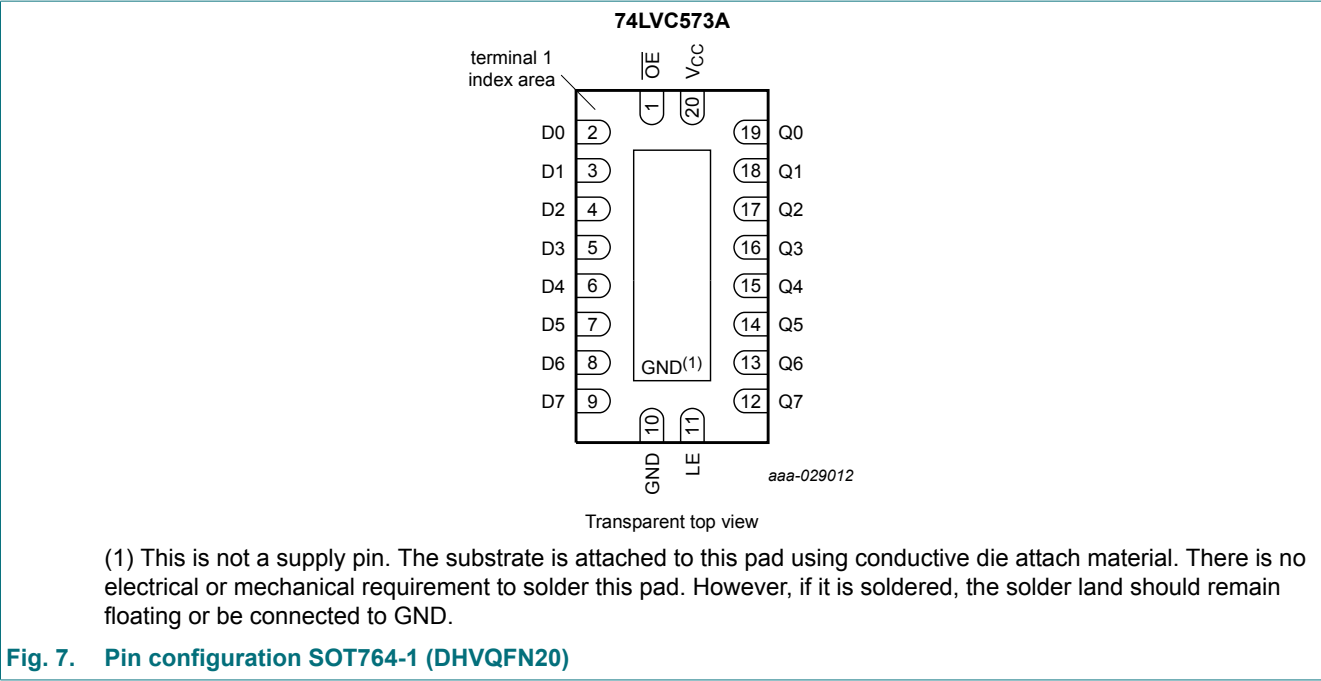 74LVC573A
terminal 1
index area
OE VCC
1 20
D0 2 19 Q0
D1 3 18 Q1
D2 4 17 Q2
D3 5 16 Q3
D4 6 15 Q4
D5 7 14 Q5
D6 8 GND(1) 13 Q6
D7 9 12 Q7
10 11
GND LE
aaa-029012
Transparent top view
(1) This is not a supply pin. The substrate is attached to this pad using conductive die attach material. There is no
electrical or mechanical requirement to solder this pad. However, if it is soldered, the solder land should remain
floating or be connected to GND.
Fig. 7. Pin configuration SOT764-1 (DHVQFN20)